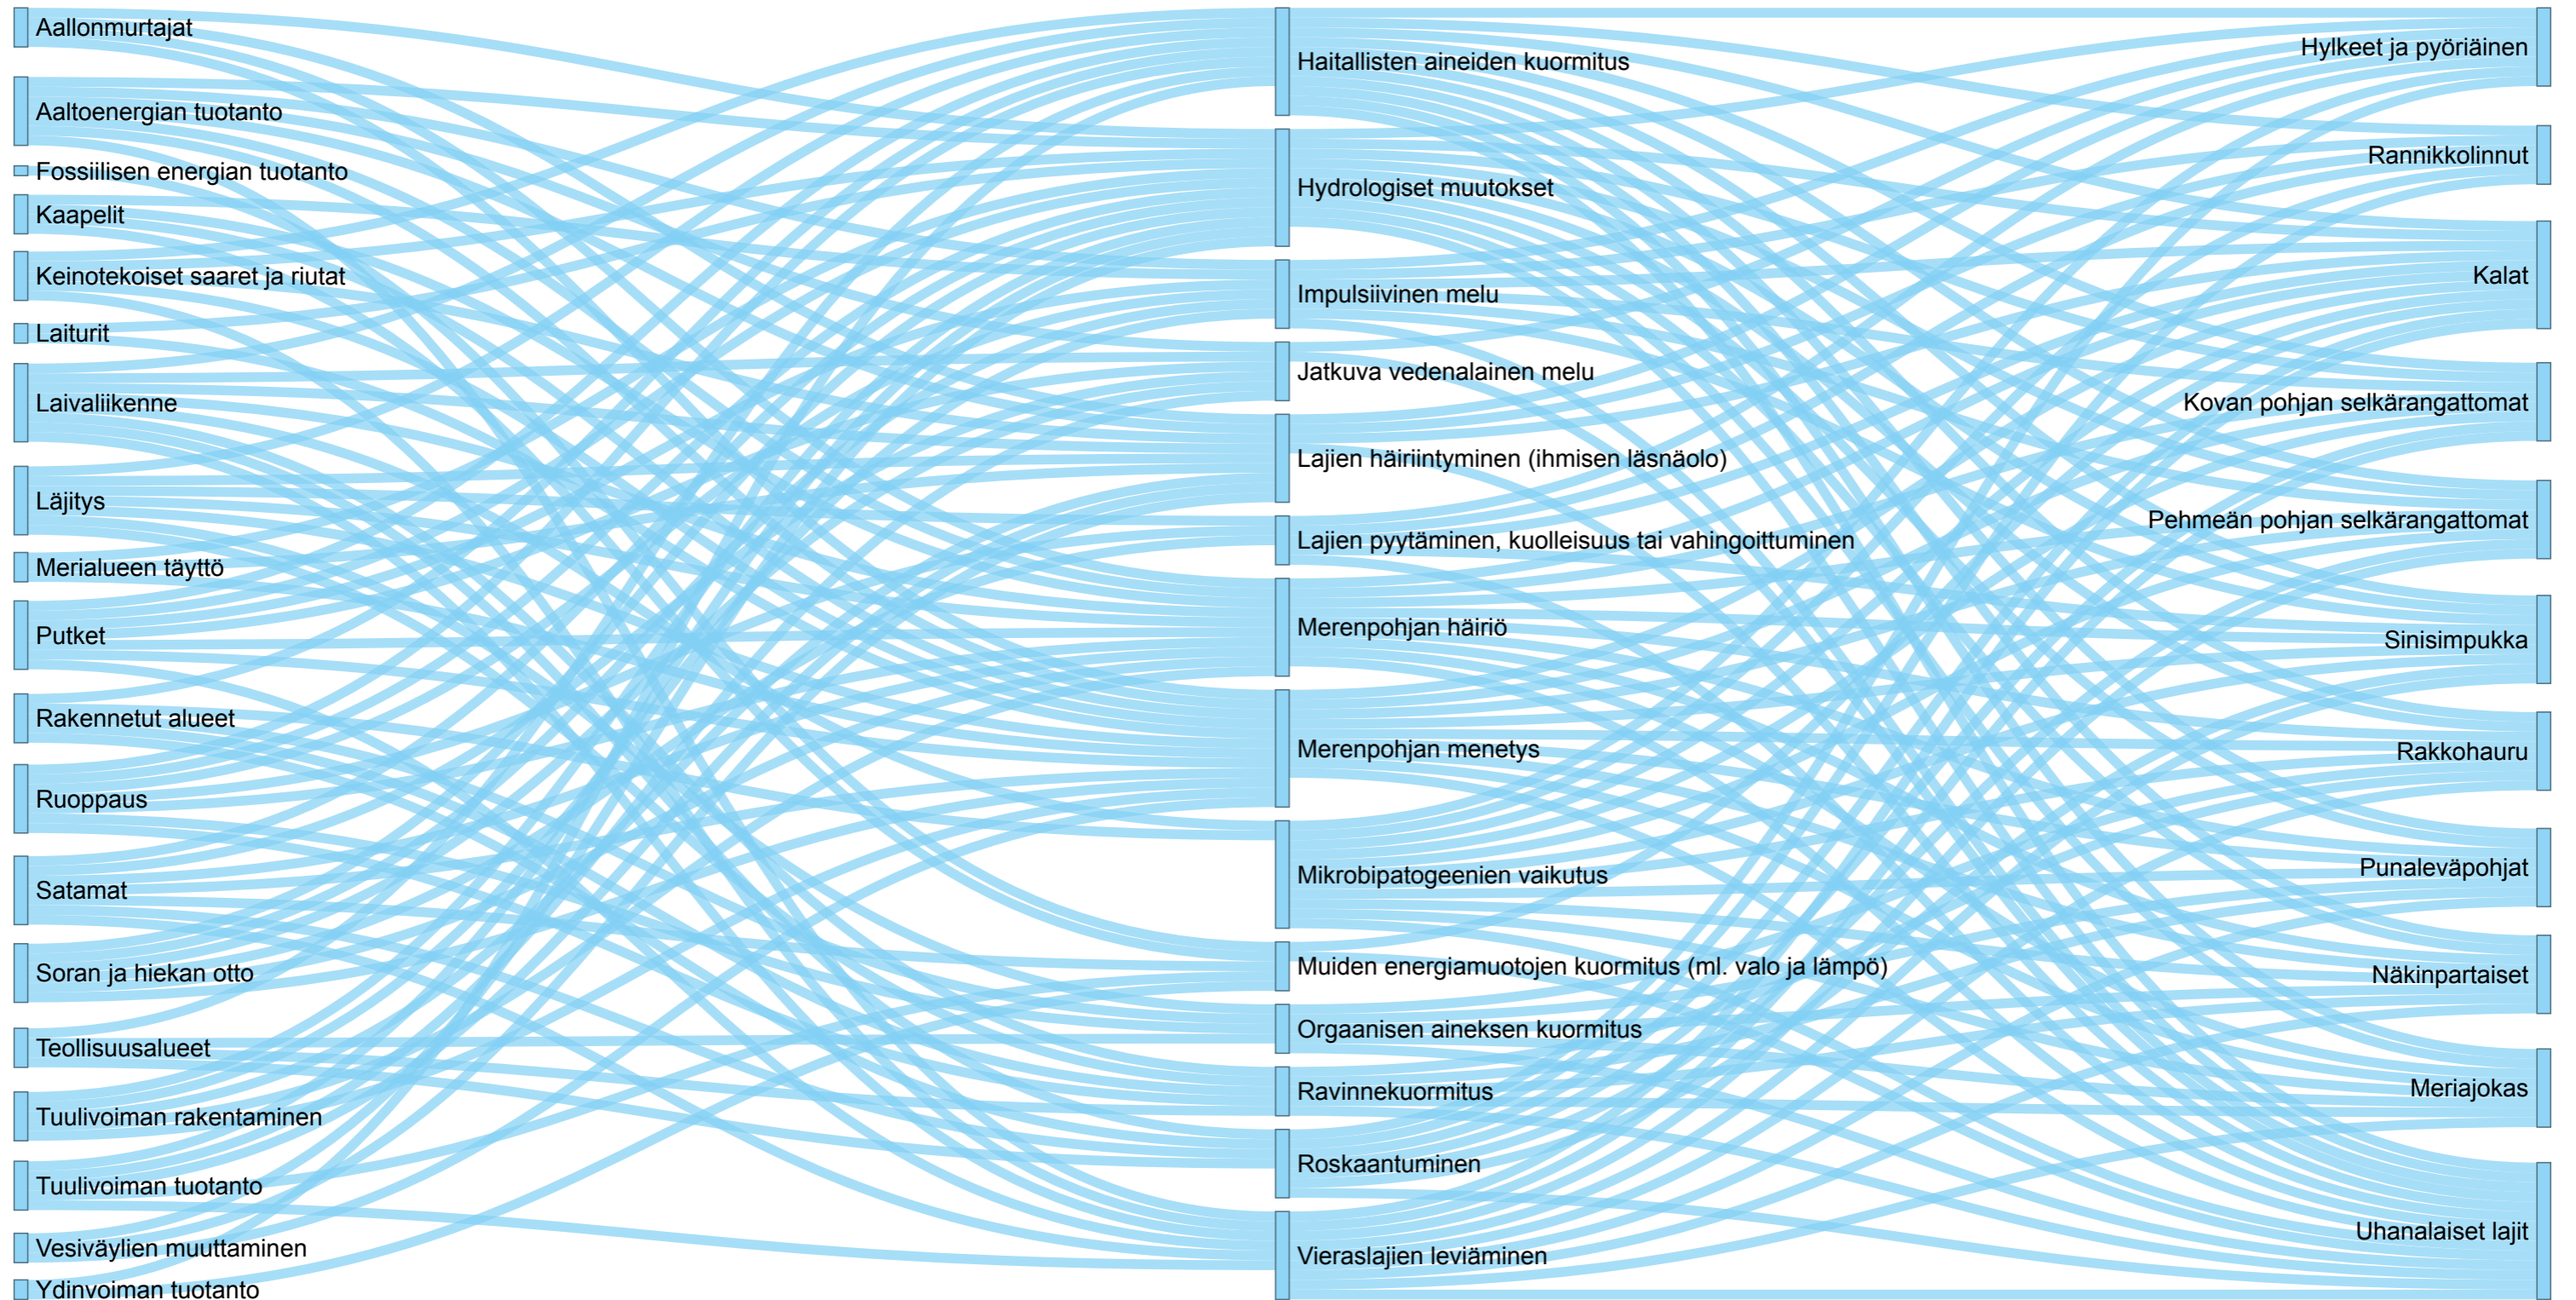 Aallonmurtajat
Aaltoenergian tuotanto
Fossiilisen energian tuotanto
Kaapelit
Keinotekoiset saaret ja riutat
Laiturit
Laivaliikenne
Läjitys
Merialueen täyttö
Putket
Rakennetut alueet
Ruoppaus
Satamat
Soran ja hiekan otto
Teollisuusalueet
Tuulivoiman rakentaminen
Tuulivoiman tuotanto
Vesiväylien muuttaminen
Ydinvoiman tuotanto
Haitallisten aineiden kuormitus
Hydrologiset muutokset
Impulsiivinen melu
Jatkuva vedenalainen melu
Lajien häiriintyminen (ihmisen läsnäolo)
Lajien pyytäminen, kuolleisuus tai vahingoittuminen
Merenpohjan häiriö
Merenpohjan menetys
Mikrobipatogeenien vaikutus
Muiden energiamuotojen kuormitus (ml. valo ja lämpö)
Orgaanisen aineksen kuormitus
Ravinnekuormitus
Roskaantuminen
Vieraslajien leviäminen
Hylkeet ja pyöriäinen
Rannikkolinnut
Kalat
Kovan pohjan selkärangattomat
Pehmeän pohjan selkärangattomat
Sinisimpukka
Rakkohauru
Punaleväpohjat
Näkinpartaiset
Meriajokas
Uhanalaiset lajit